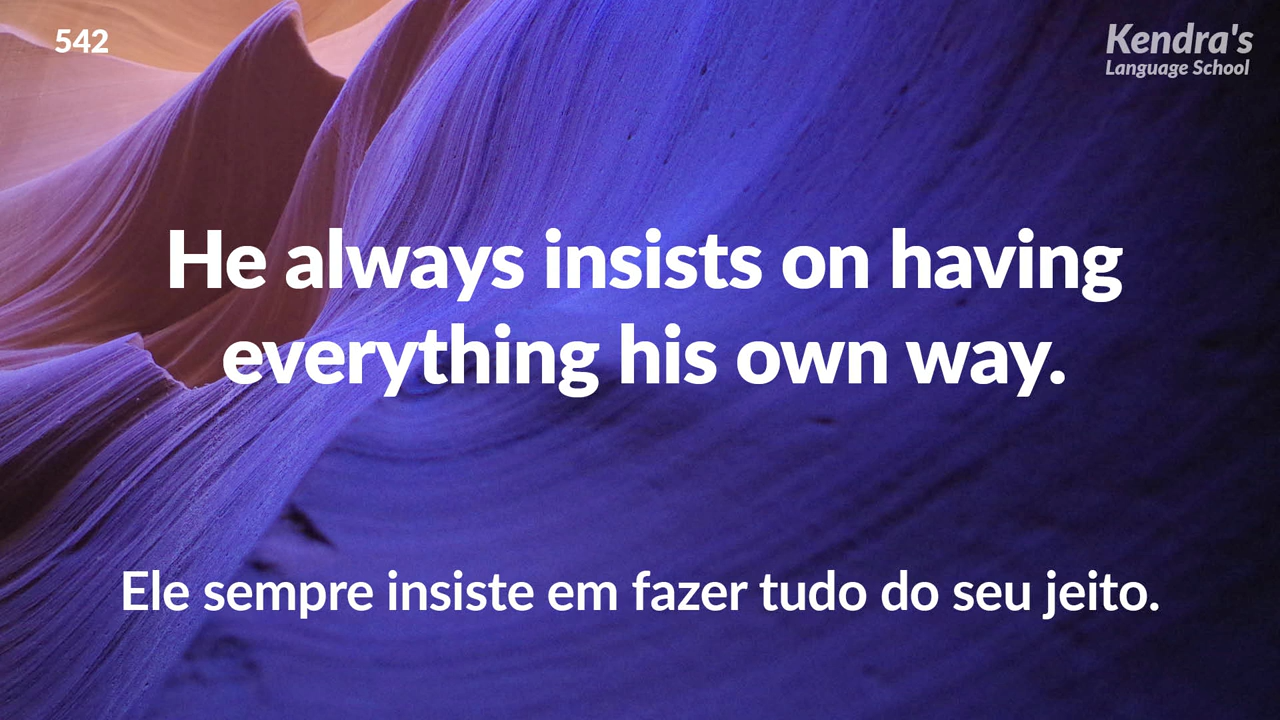 542
Kendra's
Language School
He always insists on having
everything his own way.
Ele sempre insiste em fazer tudo do seu jeito.